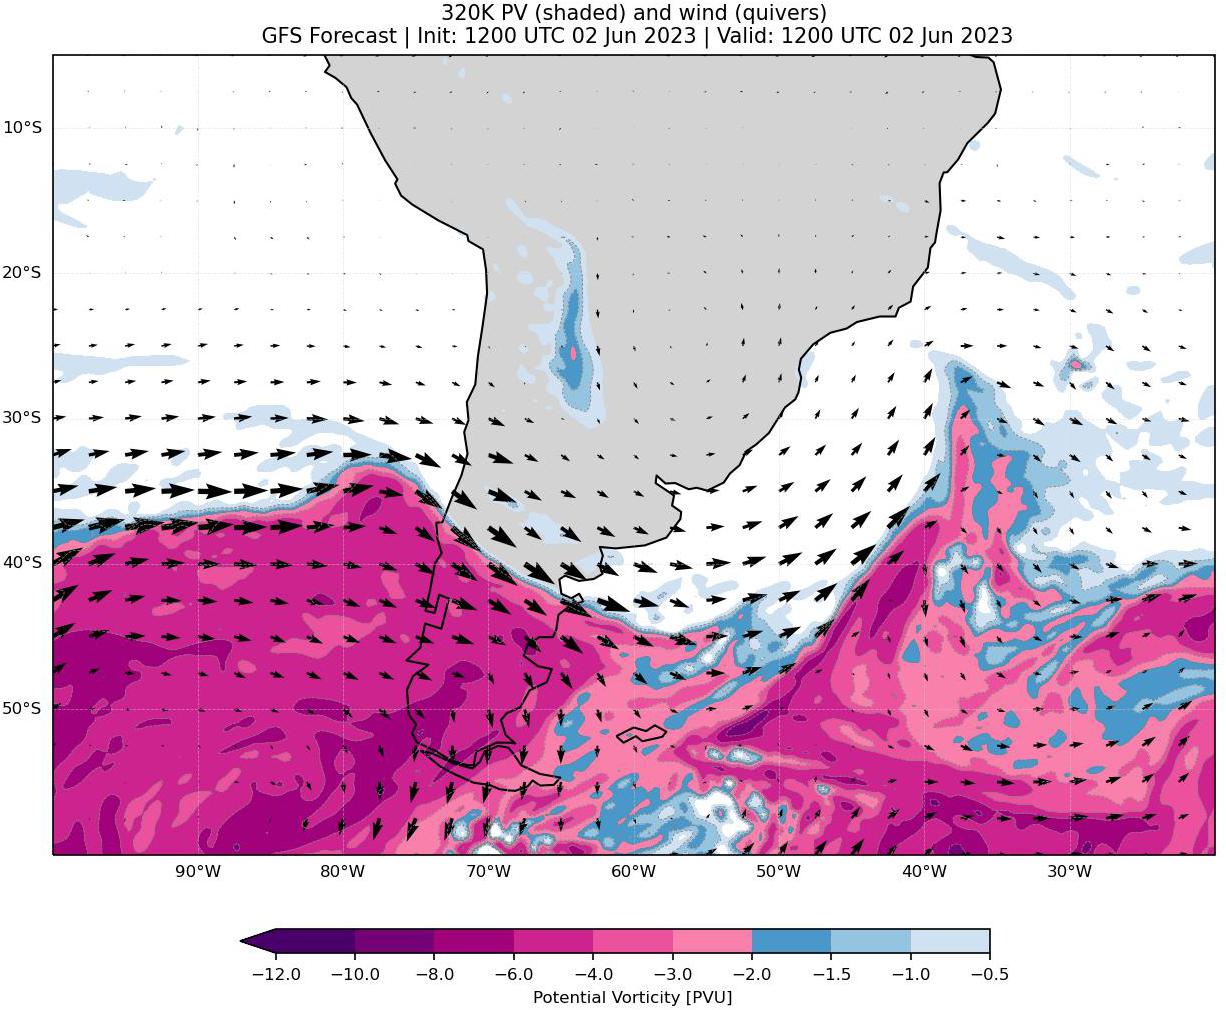 320K PV (shaded) and wind (quivers)
GFS Forecast | Init: 1200 UTC 02 Jun 2023 | Valid: 1200 UTC 02 Jun 2023
10°S
20°S
30°S
40°S
50°S
90°W 80°W 70°W 60°W 50°W 40°W 30°W
−12.0 −10.0 −8.0 −6.0 −4.0 −3.0 −2.0 −1.5 −1.0 −0.5
Potential Vorticity [PVU]